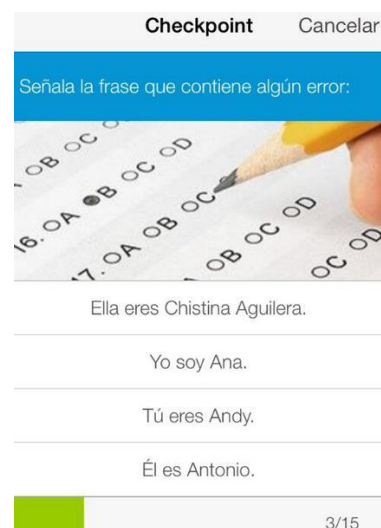 Checkpoint Cancelar
Señala la frase que contiene algún error:
OB OC O
16. OA B OC OD
17. OA OB OC OD
OB OC OD
OC OD
Ella eres Chistina Aguilera.
Yo soy Ana.
Tú eres Andy.
Él es Antonio.
3/15